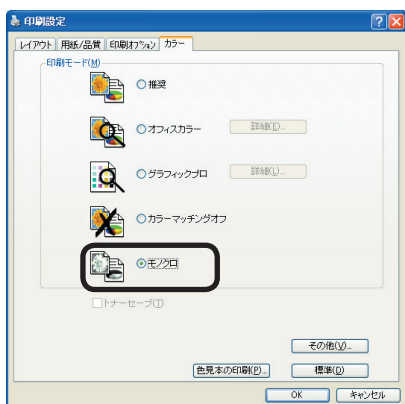 印刷設定
レイアウト 用紙/品質 印刷オプション カラー
印刷モード(M)
推奨
オフィスカラー 詳細(E)...
グラフィックプロ 詳細(L)...
カラーマッチングオフ
モノクロ
トナーセーブ(T)
その他(V)...
色見本の印刷(P)... 標準(D)
OK キャンセル